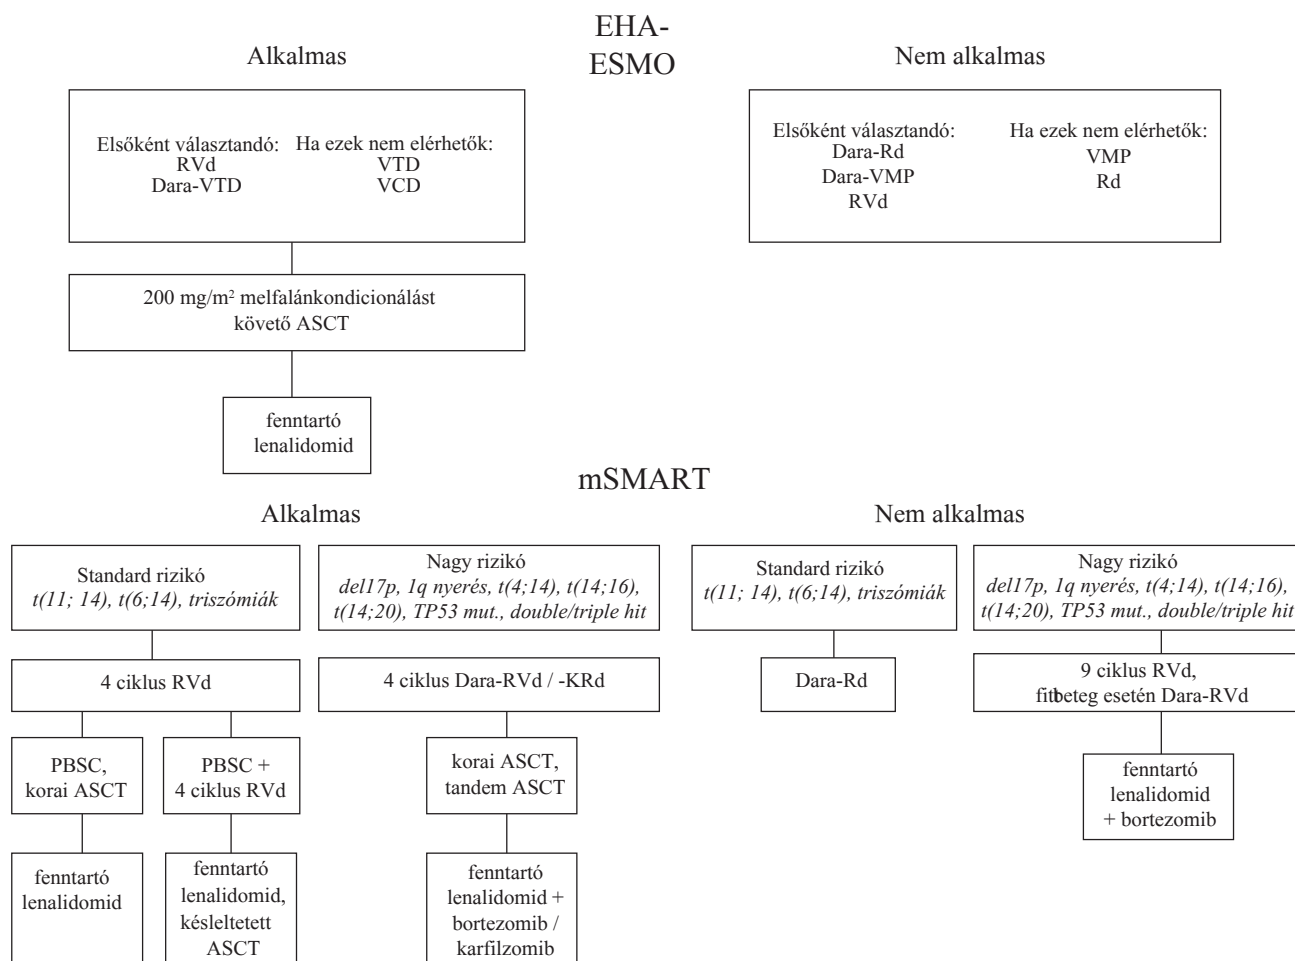 EHA-
ESMO
Alkalmas
Nem alkalmas
Elsőként választandó:
RVd
Dara-VTD
Ha ezek nem elérhetők:
VTD
VCD
Elsőként választandó:
Dara-Rd
Dara-VMP
RVd
Ha ezek nem elérhetők:
VMP
Rd
200 mg/m² melfalánkondicionálást
követő ASCT
fenntartó
lenalidomid
mSMART
Alkalmas
Nem alkalmas
Standard rizikó
t(11; 14), t(6;14), triszómiák
Nagy rizikó
del17p, 1q nyerés, t(4;14), t(14;16),
t(14;20), TP53 mut., double/triple hit
Standard rizikó
t(11; 14), t(6;14), triszómiák
Nagy rizikó
del17p, 1q nyerés, t(4;14), t(14;16),
t(14;20), TP53 mut., double/triple hit
4 ciklus RVd
4 ciklus Dara-RVd / -KRd
Dara-Rd
9 ciklus RVd,
fitt beteg esetén Dara-RVd
PBSC,
korai ASCT
PBSC +
4 ciklus RVd
korai ASCT,
tandem ASCT
fenntartó
lenalidomid
+ bortezomib
fenntartó
lenalidomid
fenntartó
lenalidomid,
késleltetett
ASCT
fenntartó
lenalidomid +
bortezomib /
karfilzomib